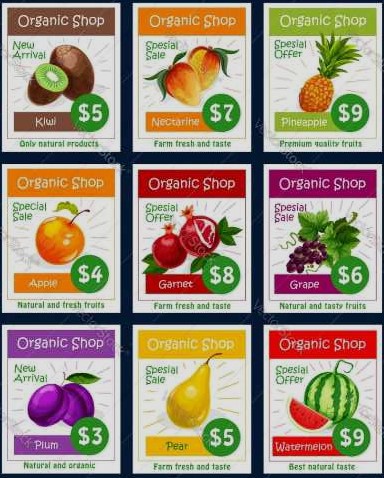 Organic Shop
New
Arrival
$5
Kiwi
Only natural products
Organic Shop
Spesial
Sale
$7
Nectarine
Farm fresh and taste
Organic Shop
Spesial
Offer
$9
Pineapple
Premium quality fruits
Organic Shop
Special
Sale
$4
Apple
Natural and fresh fruits
Organic Shop
Spesial
Offer
$8
Garnet
Farm fresh and taste
Organic Shop
Spesial
Sale
$6
Grape
Natural and tasty fruits
Organic Shop
New
Arrival
$3
Plum
Natural and organic
Organic Shop
Spesial
Sale
$5
Pear
Farm fresh and taste
Organic Shop
Spesial
Offer
$9
Watermelon
Best natural taste